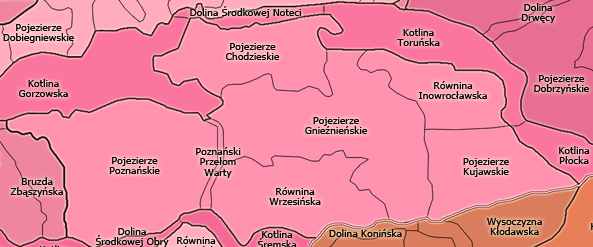 Dolina Środkowej Noteci
Dolina
Drwęcy
Pojezierze
Dobiegniewskie
Kotlina
Toruńska
Pojezierze
Chodzieskie
Kotlina
Gorzowska
Równina
Inowrocławska
Pojezierze
Dobrzyńskie
Pojezierze
Gnieźnieńskie
Poznański
Przełom
Warty
Pojezierze
Poznańskie
Pojezierze
Kujawskie
Kotlina
Płocka
Bruzda
Zbąszyńska
Równina
Wrzesińska
Wysoczyzna
Kłodawska
Dolina
Środkowej Obry
Równina
Kotlina
Śremska
Dolina Konińska